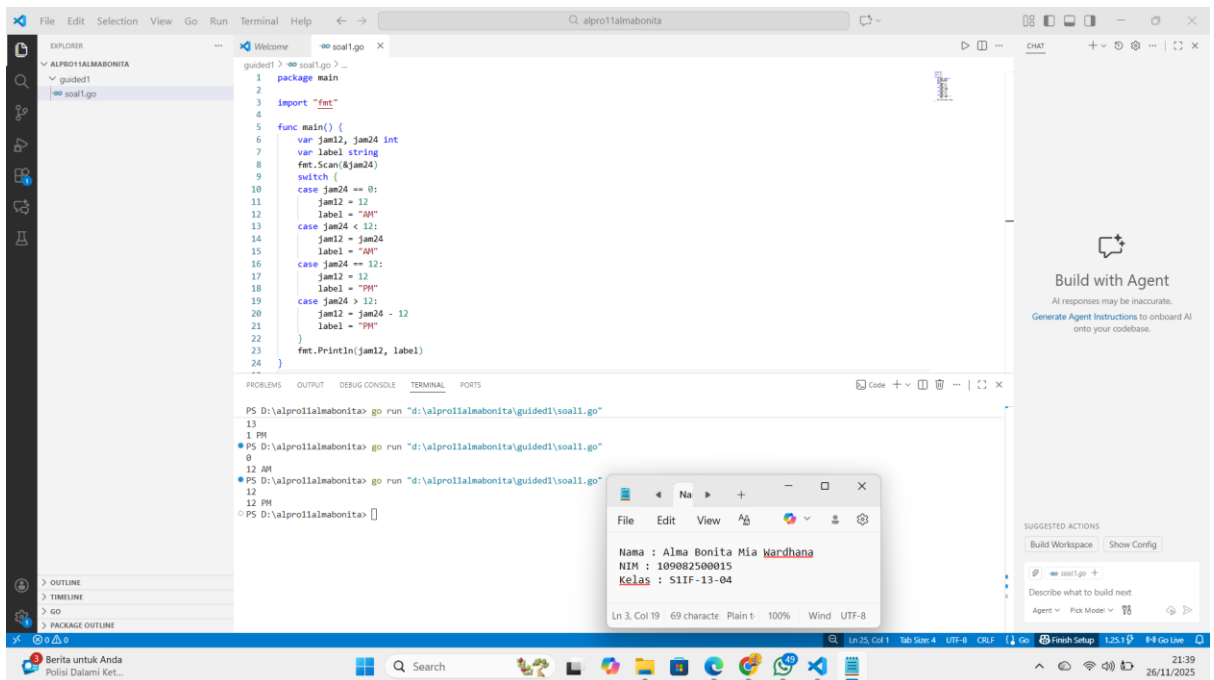 File Edit Selection View Go Run Terminal Help
alpro11almabonita
EXPLORER
ALPRO11ALMABONITA
guided1
soal1.go
Welcome
soal1.go
guided1 > soal1.go > ...
1 package main
2
3 import "fmt"
4
5 func main() {
6 var jam12, jam24 int
7 var label string
8 fmt.Scan(&jam24)
9 switch {
10 case jam24 == 0:
11 jam12 = 12
12 label = "AM"
13 case jam24 < 12:
14 jam12 = jam24
15 label = "AM"
16 case jam24 == 12:
17 jam12 = 12
18 label = "PM"
19 case jam24 > 12:
20 jam12 = jam24 - 12
21 label = "PM"
22 }
23 fmt.Println(jam12, label)
24 }
PROBLEMS OUTPUT DEBUG CONSOLE TERMINAL PORTS
Code
PS D:\alpro11almabonita> go run "d:\alpro11almabonita\guided1\soal1.go"
13
1 PM
PS D:\alpro11almabonita> go run "d:\alpro11almabonita\guided1\soal1.go"
0
12 AM
PS D:\alpro11almabonita> go run "d:\alpro11almabonita\guided1\soal1.go"
12
12 PM
PS D:\alpro11almabonita>
OUTLINE
TIMELINE
GO
PACKAGE OUTLINE
Na
File Edit View
Nama : Alma Bonita Mia Wardhana
NIM : 109082500015
Kelas : S1IF-13-04
Ln 3, Col 19 69 characte Plain t 100% Wind UTF-8
CHAT
Build with Agent
AI responses may be inaccurate.
Generate Agent Instructions to onboard AI
onto your codebase.
SUGGESTED ACTIONS
Build Workspace Show Config
soal1.go
Describe what to build next
Agent Pick Model
0 0
Ln 25, Col 1 Tab Size: 4 UTF-8 CRLF Go Finish Setup 1.25.1 Go Live
3
Berita untuk Anda
Polisi Dalami Ket...
Search
49
21:39
26/11/2025